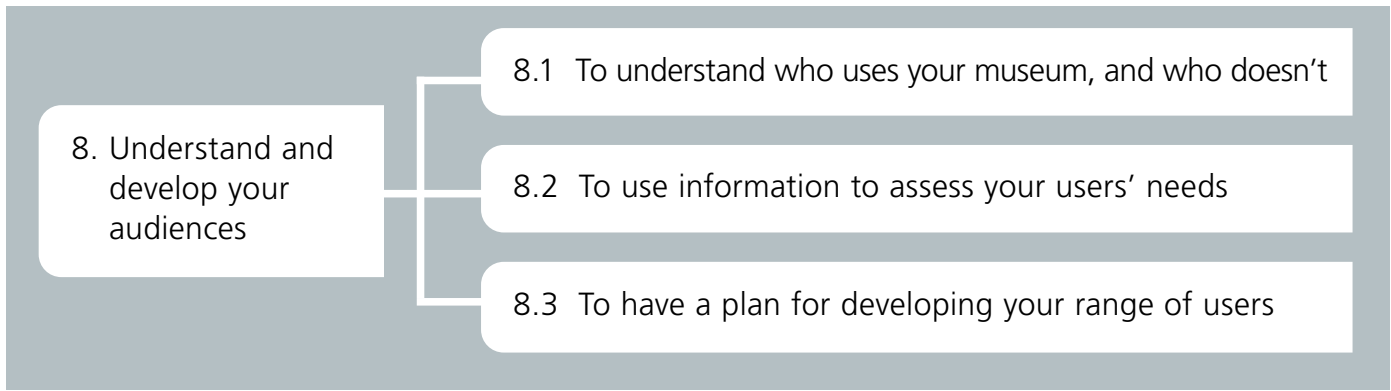 8. Understand and
develop your
audiences
8.1 To understand who uses your museum, and who doesn’t
8.2 To use information to assess your users’ needs
8.3 To have a plan for developing your range of users